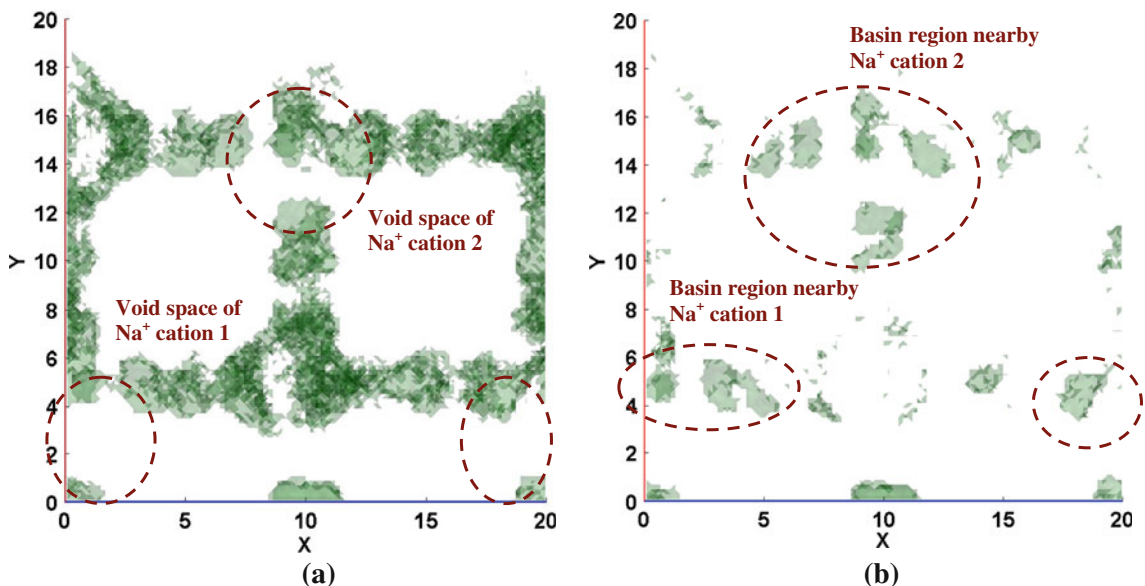 20
18
16
14
12
10
8
6
4
2
0
Y
Void space of
Na⁺ cation 2
Void space of
Na⁺ cation 1
0 5 10 15 20
X
(a)
20
18
16
14
12
10
8
6
4
2
0
Y
Basin region nearby
Na⁺ cation 2
Basin region nearby
Na⁺ cation 1
0 5 10 15 20
X
(b)